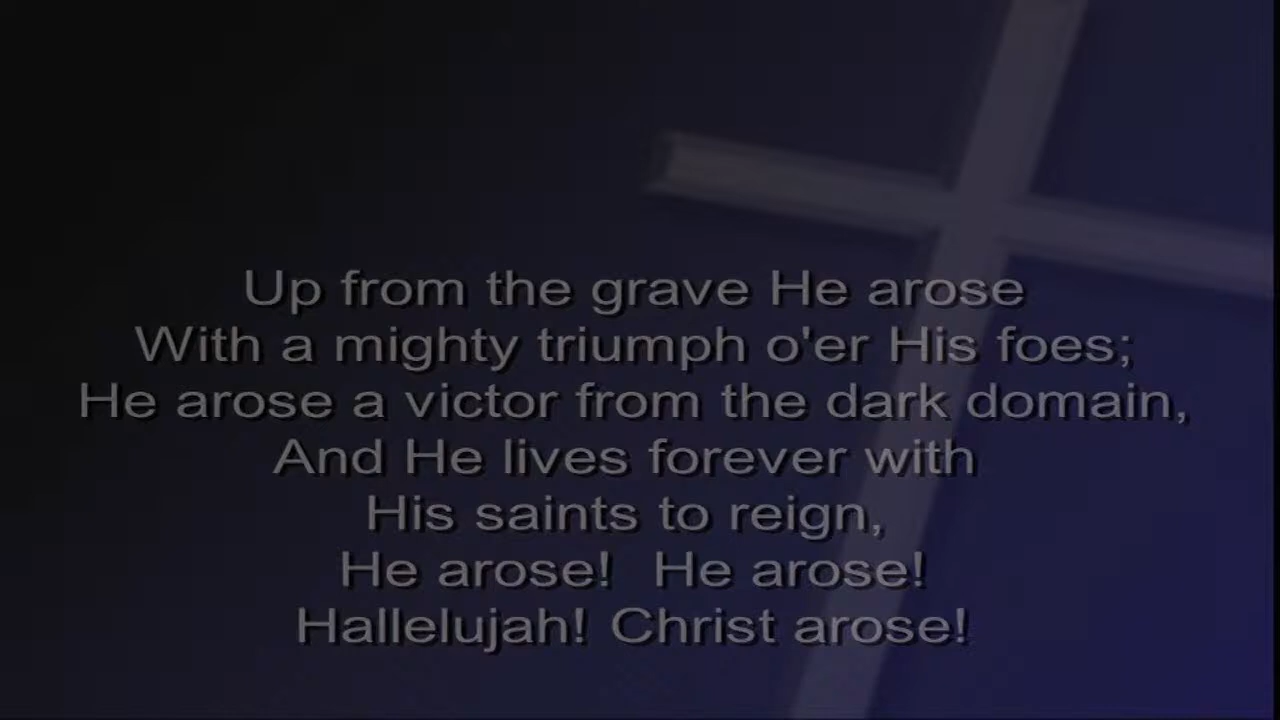 Up from the grave He arose
With a mighty triumph o'er His foes;
He arose a victor from the dark domain,
And He lives forever with
His saints to reign,
He arose! He arose!
Hallelujah! Christ arose!